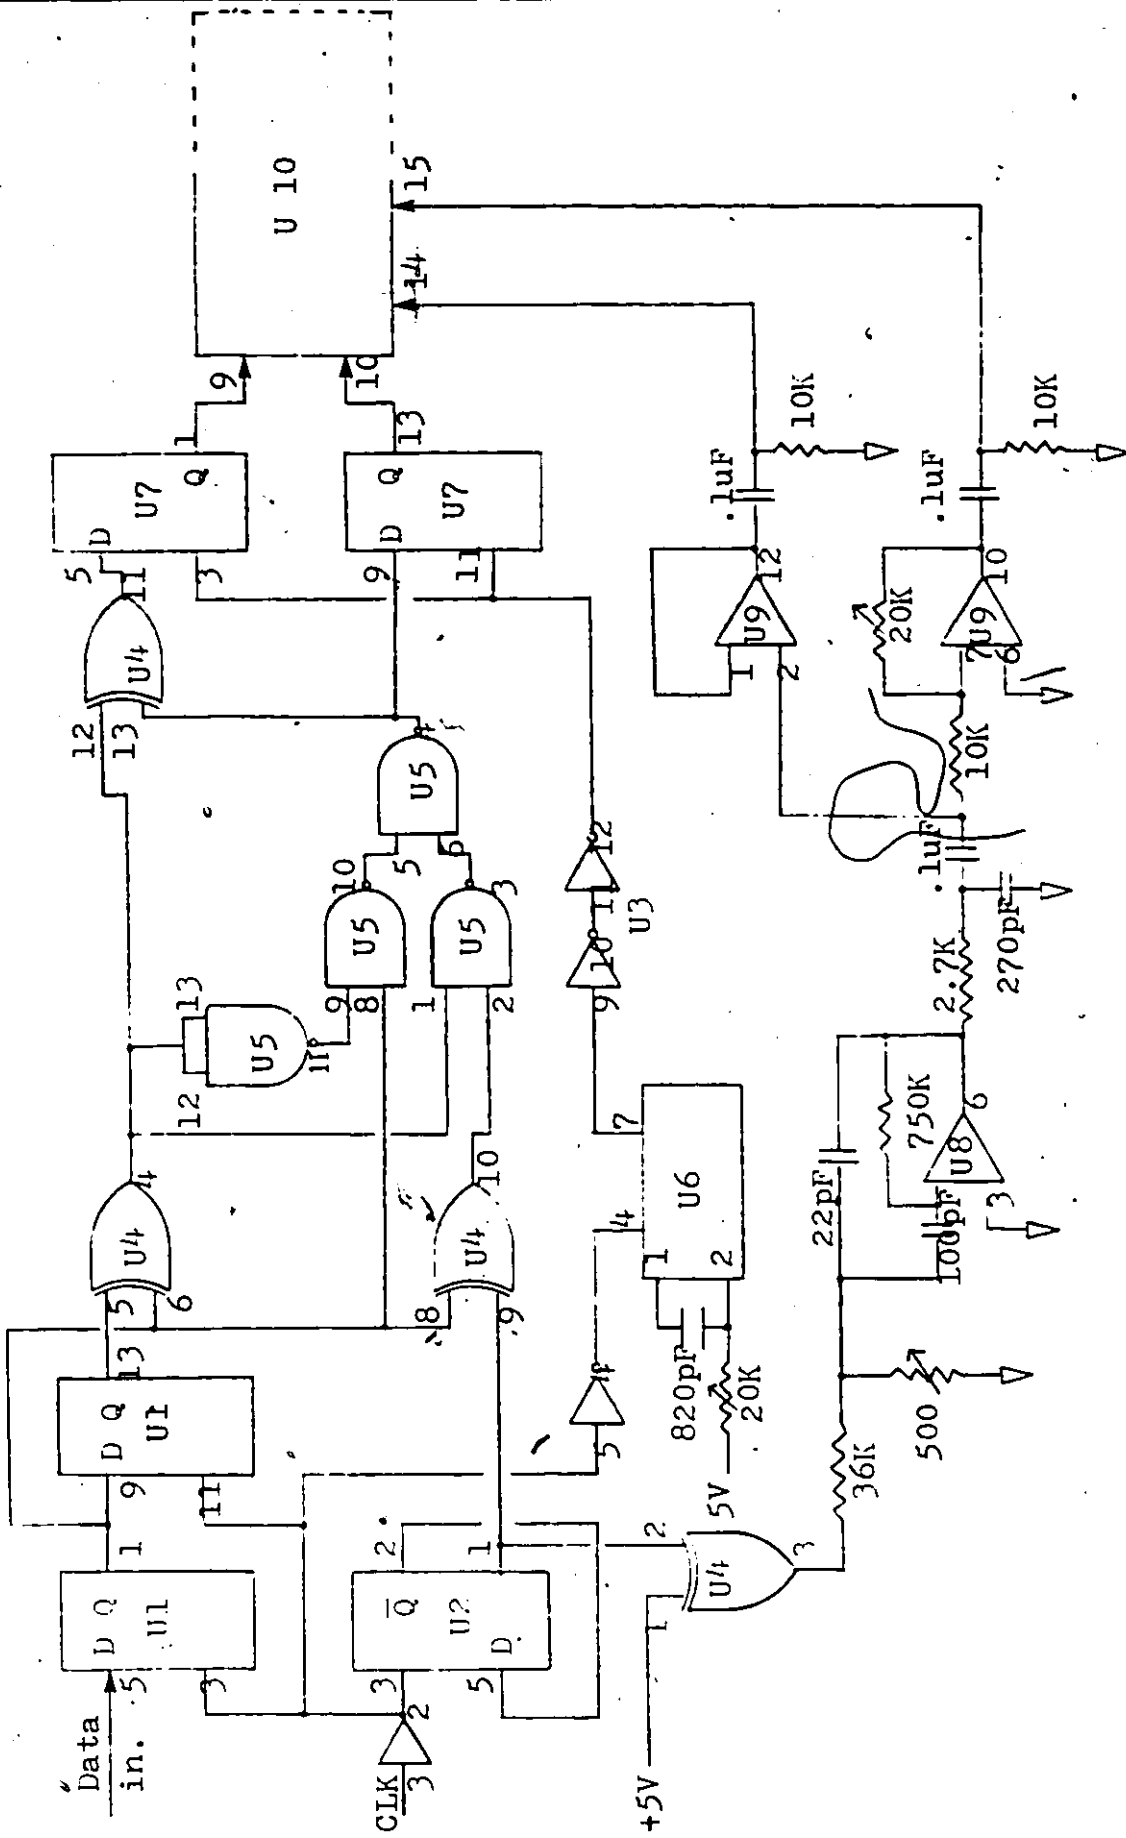 Data
in.
5
3
D Q
U1
1
9
11
D Q
U1
13
5
6
U4
4
12
13
U5
11
12
13
U4
11
5
3
D
Q
U7
1
9
U 10
CLK
3
2
3
5
Q̅
U2
D
2
1
8
9
U4
10
9
8
U5
10
1
2
U5
3
5
6
U5
4
9
11
D
Q
U7
13
10
14
15
5
4
4
7
1
2
U6
820pF
20K
5V
9
10
11
12
U3
+5V
1
2
U4
3
36K
500
22pF
100pF
750K
U8
3
6
2.7K
270pF
.1uF
10K
20K
1
2
U9
12
.1uF
10K
7
6
U9
10
.1uF
10K